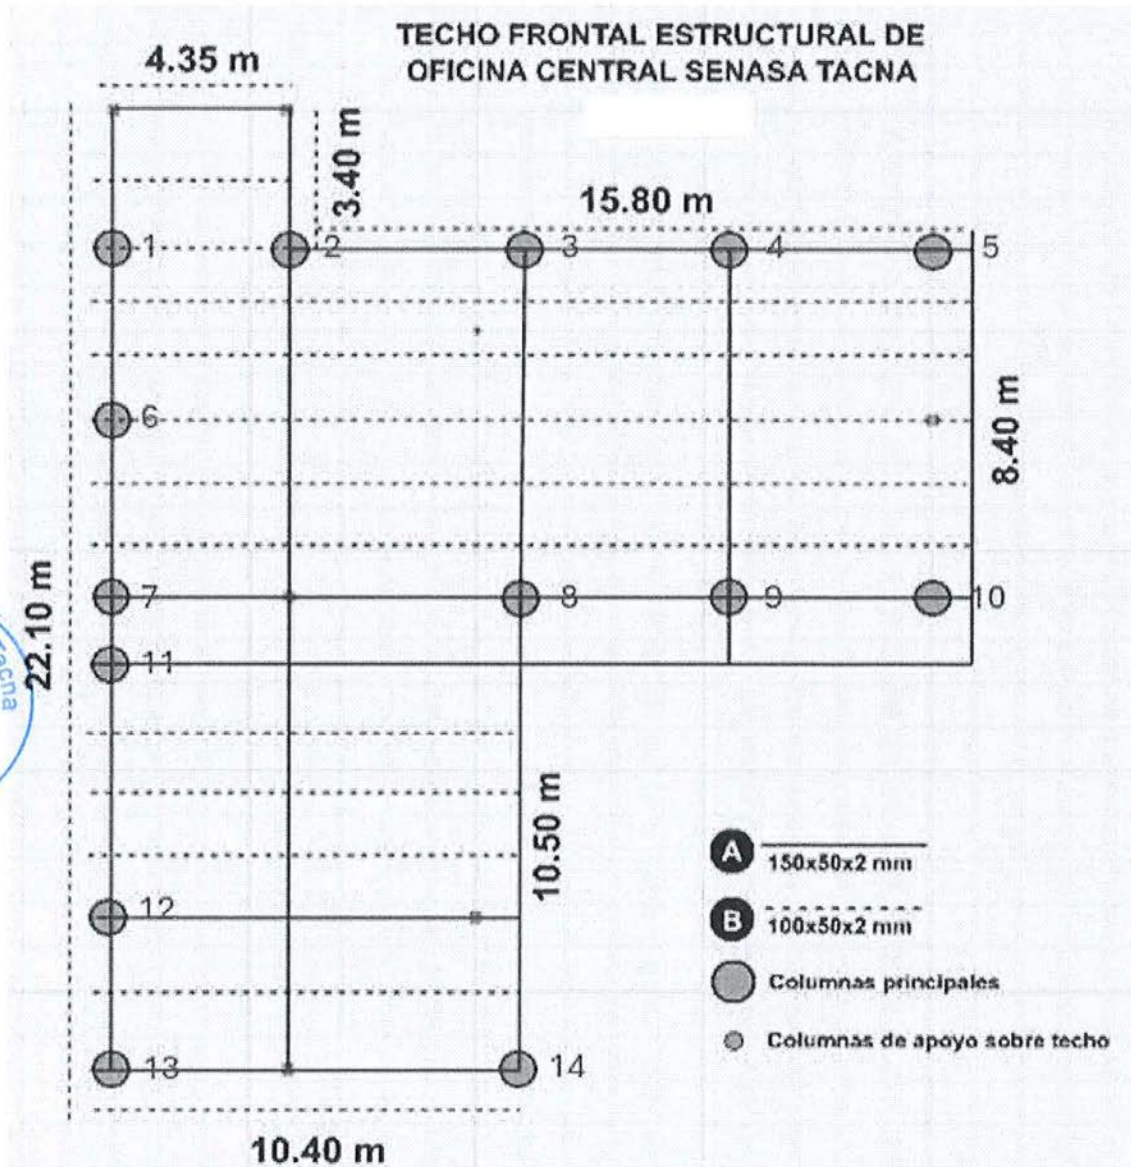 TECHO FRONTAL ESTRUCTURAL DE
OFICINA CENTRAL SENASA TACNA
4.35 m
3.40 m
15.80 m
1
2
3
4
5
6
8.40 m
7
8
9
10
22.10 m
Tacna
11
10.50 m
A
150x50x2 mm
12
B
100x50x2 mm
Columnas principales
Columnas de apoyo sobre techo
13
14
10.40 m